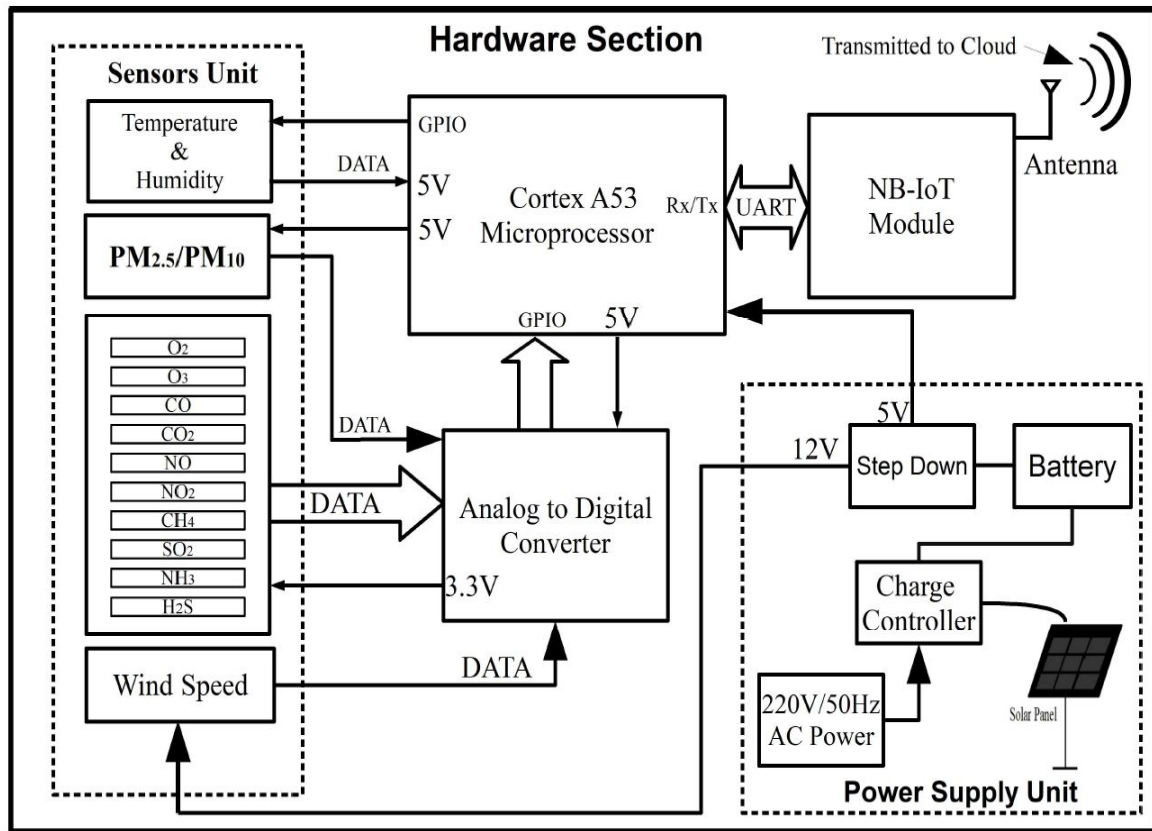 Hardware Section
Transmitted to Cloud
Antenna
Sensors Unit
Temperature
&
Humidity
PM2.5/PM10
O2
O3
CO
CO2
NO
NO2
CH4
SO2
NH3
H2S
Wind Speed
GPIO
DATA
5V
5V
Cortex A53
Microprocessor
Rx/Tx
GPIO
5V
UART
NB-IoT
Module
DATA
DATA
3.3V
DATA
Analog to Digital
Converter
12V
5V
Step Down
Battery
Charge
Controller
220V/50Hz
AC Power
Solar Panel
Power Supply Unit